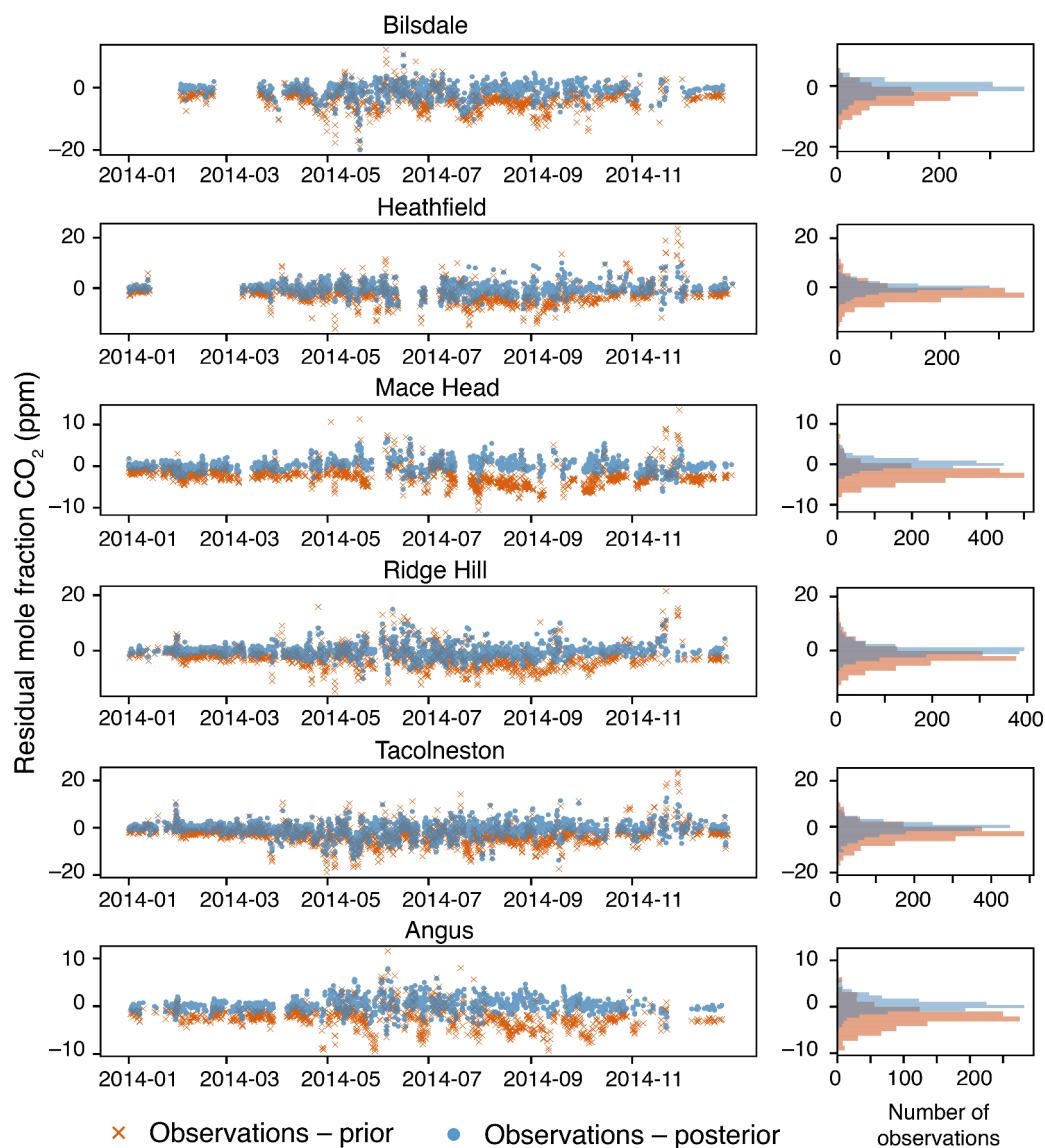 Residual mole fraction CO2 (ppm)
Bilsdale
0
−20
2014-01 2014-03 2014-05 2014-07 2014-09 2014-11
0
−20
0 200
Heathfield
20
0
2014-01 2014-03 2014-05 2014-07 2014-09 2014-11
20
0
0 200
Mace Head
10
0
−10
2014-01 2014-03 2014-05 2014-07 2014-09 2014-11
10
0
−10
0 200 400
Ridge Hill
20
0
2014-01 2014-03 2014-05 2014-07 2014-09 2014-11
20
0
0 200 400
Tacolneston
20
0
−20
2014-01 2014-03 2014-05 2014-07 2014-09 2014-11
20
0
−20
0 200 400
Angus
10
0
−10
2014-01 2014-03 2014-05 2014-07 2014-09 2014-11
10
0
−10
0 100 200
Observations – prior
Observations – posterior
Number of
observations